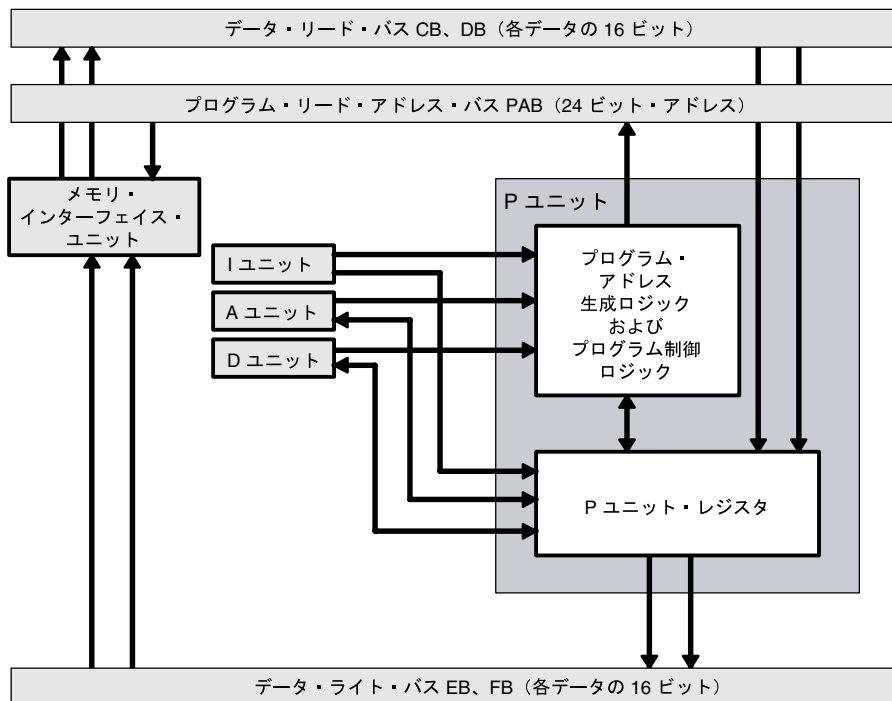 データ・リード・バス CB、DB（各データの 16 ビット）
プログラム・リード・アドレス・バス PAB（24 ビット・アドレス）
メモリ・
インターフェイス・
ユニット
P ユニット
I ユニット
A ユニット
D ユニット
プログラム・
アドレス
生成ロジック
および
プログラム制御
ロジック
P ユニット・レジスタ
データ・ライト・バス EB、FB（各データの 16 ビット）